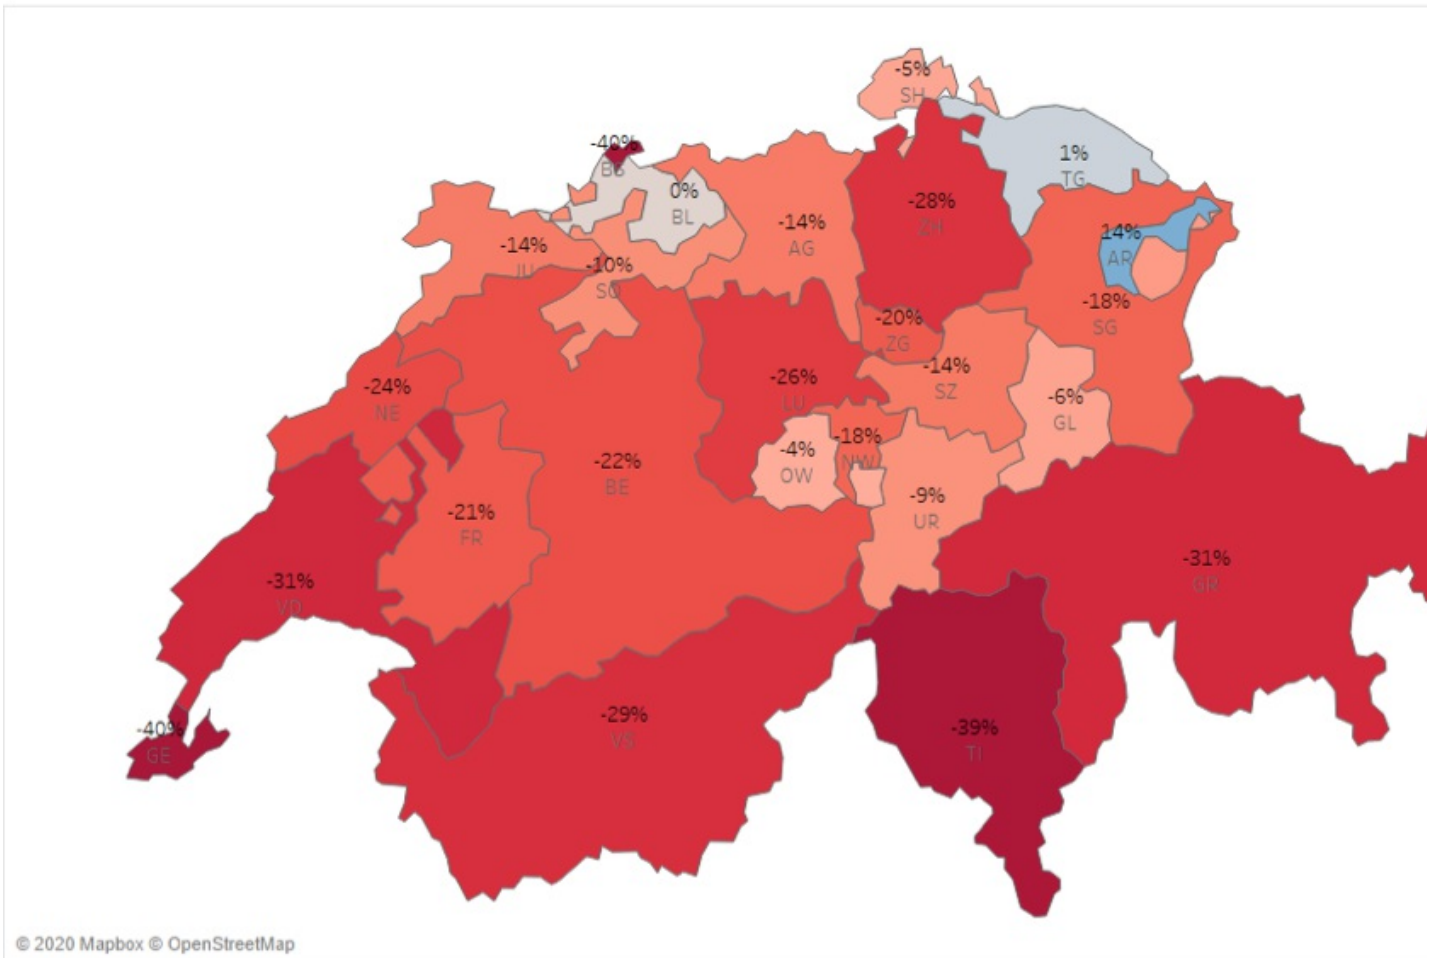 -5%
SH
-40%
BS
1%
TG
0%
BL
-28%
ZH
-14%
AG
14%
AR
-14%
JU
-10%
SO
-18%
SG
-20%
ZG
-14%
SZ
-26%
LU
-24%
NE
-6%
GL
-18%
NW
-4%
OW
-22%
BE
-9%
UR
-21%
FR
-31%
GR
-31%
VD
-29%
VS
-39%
TI
-40%
GE
© 2020 Mapbox © OpenStreetMap